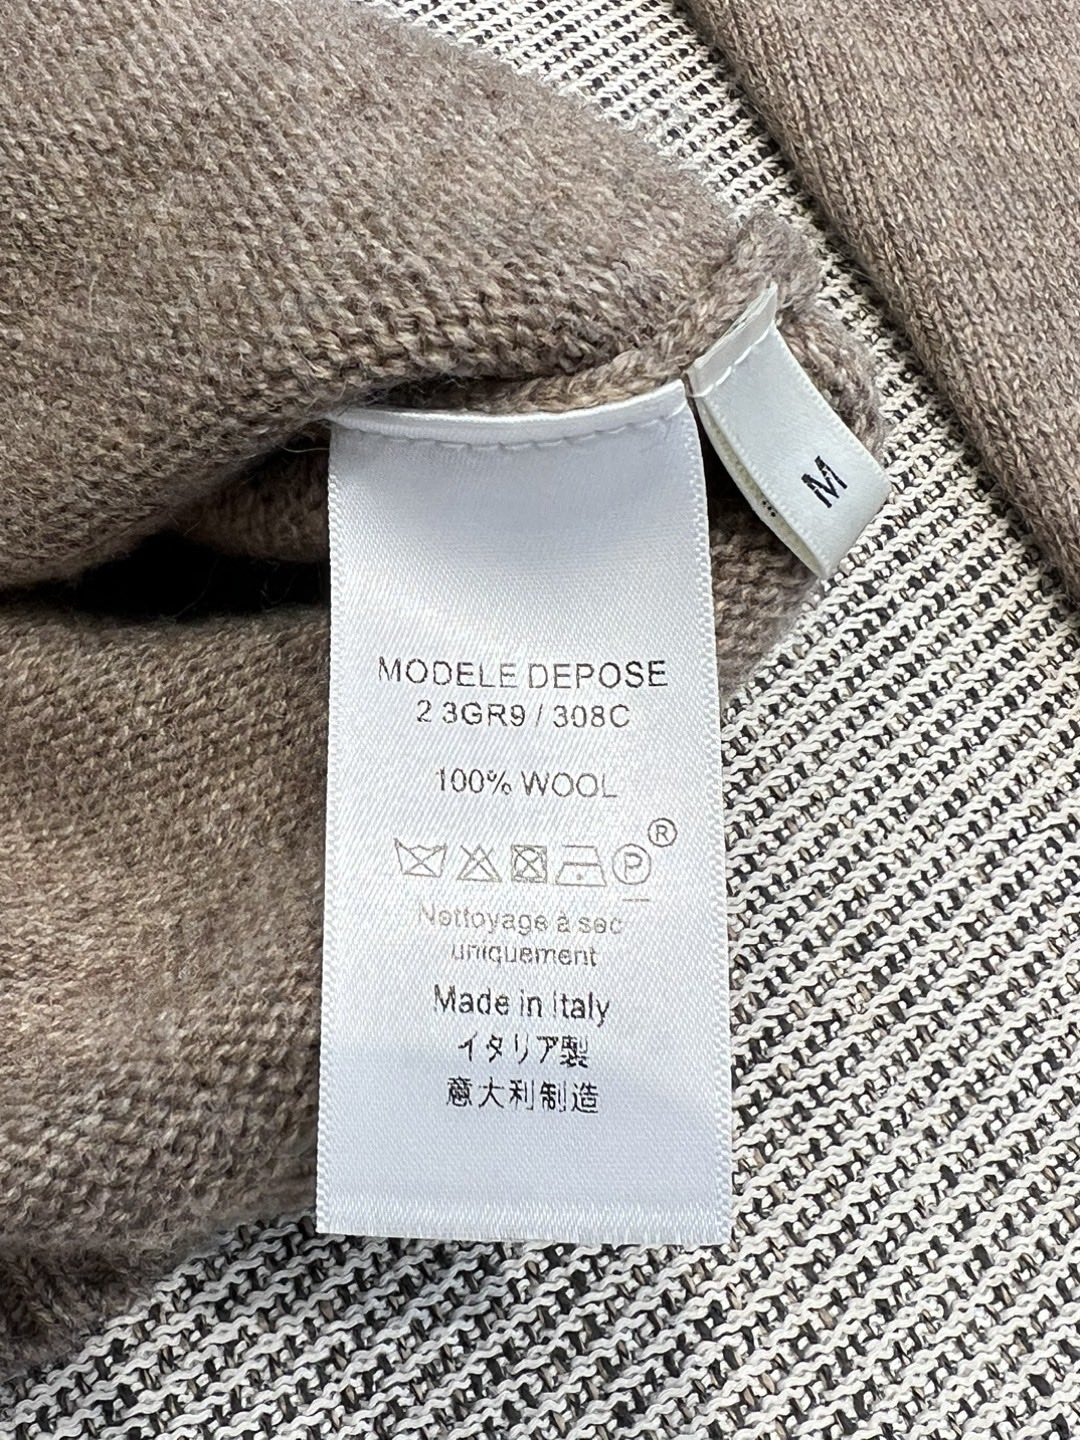 M
MODELE DEPOSE
2 3GR9 / 308C
100% WOOL
P ®
Nettoyage à sec
uniquement
Made in Italy
イタリア製
意大利制造